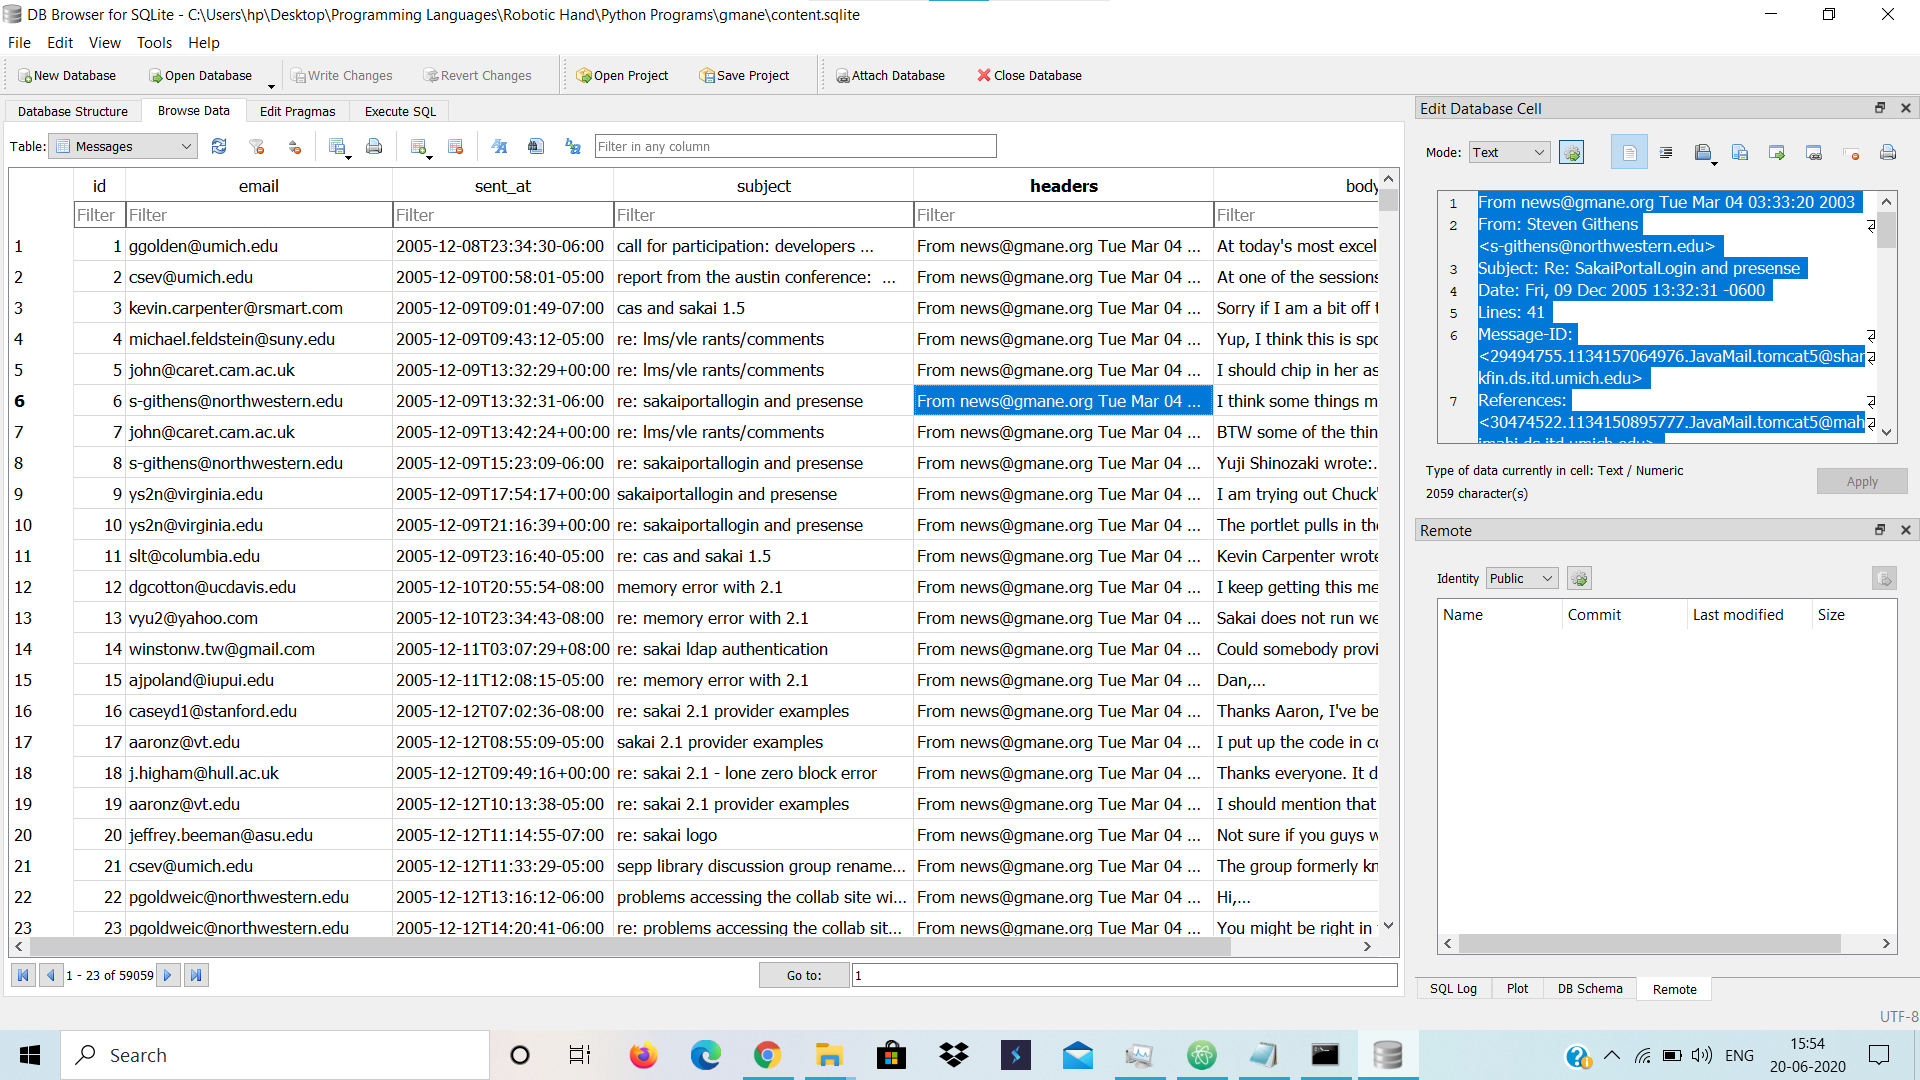 DB Browser for SQLite - C:\Users\hp\Desktop\Programming Languages\Robotic Hand\Python Programs\gmane\content.sqlite
File Edit View Tools Help
New Database Open Database Write Changes Revert Changes Open Project Save Project Attach Database Close Database
Database Structure Browse Data Edit Pragmas Execute SQL
Table: Messages Filter in any column
id email sent_at subject headers body
Filter Filter Filter Filter Filter Filter
1 1 ggolden@umich.edu 2005-12-08T23:34:30-06:00 call for participation: developers ... From news@gmane.org Tue Mar 04 ... At today's most excel
2 2 csev@umich.edu 2005-12-09T00:58:01-05:00 report from the austin conference: ... From news@gmane.org Tue Mar 04 ... At one of the sessions
3 3 kevin.carpenter@rsmart.com 2005-12-09T09:01:49-07:00 cas and sakai 1.5 From news@gmane.org Tue Mar 04 ... Sorry if I am a bit off t
4 4 michael.feldstein@suny.edu 2005-12-09T09:43:12-05:00 re: lms/vle rants/comments From news@gmane.org Tue Mar 04 ... Yup, I think this is spo
5 5 john@caret.cam.ac.uk 2005-12-09T13:32:29+00:00 re: lms/vle rants/comments From news@gmane.org Tue Mar 04 ... I should chip in her as
6 6 s-githens@northwestern.edu 2005-12-09T13:32:31-06:00 re: sakaiportallogin and presense From news@gmane.org Tue Mar 04 ... I think some things m
7 7 john@caret.cam.ac.uk 2005-12-09T13:42:24+00:00 re: lms/vle rants/comments From news@gmane.org Tue Mar 04 ... BTW some of the thin
8 8 s-githens@northwestern.edu 2005-12-09T15:23:09-06:00 re: sakaiportallogin and presense From news@gmane.org Tue Mar 04 ... Yuji Shinozaki wrote:...
9 9 ys2n@virginia.edu 2005-12-09T17:54:17+00:00 sakaiportallogin and presense From news@gmane.org Tue Mar 04 ... I am trying out Chuck'
10 10 ys2n@virginia.edu 2005-12-09T21:16:39+00:00 re: sakaiportallogin and presense From news@gmane.org Tue Mar 04 ... The portlet pulls in the
11 11 slt@columbia.edu 2005-12-09T23:16:40-05:00 re: cas and sakai 1.5 From news@gmane.org Tue Mar 04 ... Kevin Carpenter wrote
12 12 dgcotton@ucdavis.edu 2005-12-10T20:55:54-08:00 memory error with 2.1 From news@gmane.org Tue Mar 04 ... I keep getting this me
13 13 vyu2@yahoo.com 2005-12-10T23:34:43-08:00 re: memory error with 2.1 From news@gmane.org Tue Mar 04 ... Sakai does not run we
14 14 winstonw.tw@gmail.com 2005-12-11T03:07:29+08:00 re: sakai ldap authentication From news@gmane.org Tue Mar 04 ... Could somebody provi
15 15 ajpoland@iupui.edu 2005-12-11T12:08:15-05:00 re: memory error with 2.1 From news@gmane.org Tue Mar 04 ... Dan,...
16 16 caseyd1@stanford.edu 2005-12-12T07:02:36-08:00 re: sakai 2.1 provider examples From news@gmane.org Tue Mar 04 ... Thanks Aaron, I've be
17 17 aaronz@vt.edu 2005-12-12T08:55:09-05:00 sakai 2.1 provider examples From news@gmane.org Tue Mar 04 ... I put up the code in co
18 18 j.higham@hull.ac.uk 2005-12-12T09:49:16+00:00 re: sakai 2.1 - lone zero block error From news@gmane.org Tue Mar 04 ... Thanks everyone. It d
19 19 aaronz@vt.edu 2005-12-12T10:13:38-05:00 re: sakai 2.1 provider examples From news@gmane.org Tue Mar 04 ... I should mention that
20 20 jeffrey.beeman@asu.edu 2005-12-12T11:14:55-07:00 re: sakai logo From news@gmane.org Tue Mar 04 ... Not sure if you guys w
21 21 csev@umich.edu 2005-12-12T11:33:29-05:00 sepp library discussion group rename... From news@gmane.org Tue Mar 04 ... The group formerly kn
22 22 pgoldweic@northwestern.edu 2005-12-12T13:16:12-06:00 problems accessing the collab site wi... From news@gmane.org Tue Mar 04 ... Hi,...
23 23 pgoldweic@northwestern.edu 2005-12-12T14:20:41-06:00 re: problems accessing the collab sit... From news@gmane.org Tue Mar 04 ... You might be right in
1 - 23 of 59059 Go to: 1
Edit Database Cell
Mode: Text
1 From news@gmane.org Tue Mar 04 03:33:20 2003
2 From: Steven Githens
<s-githens@northwestern.edu>
3 Subject: Re: SakaiPortalLogin and presense
4 Date: Fri, 09 Dec 2005 13:32:31 -0600
5 Lines: 41
6 Message-ID:
<29494755.1134157064976.JavaMail.tomcat5@shar
kfin.ds.itd.umich.edu>
7 References:
<30474522.1134150895777.JavaMail.tomcat5@mah
imahi.ds.itd.umich.edu>
Type of data currently in cell: Text / Numeric
2059 character(s)
Apply
Remote
Identity Public
Name Commit Last modified Size
SQL Log Plot DB Schema Remote
UTF-8
Search
ENG
15:54
20-06-2020